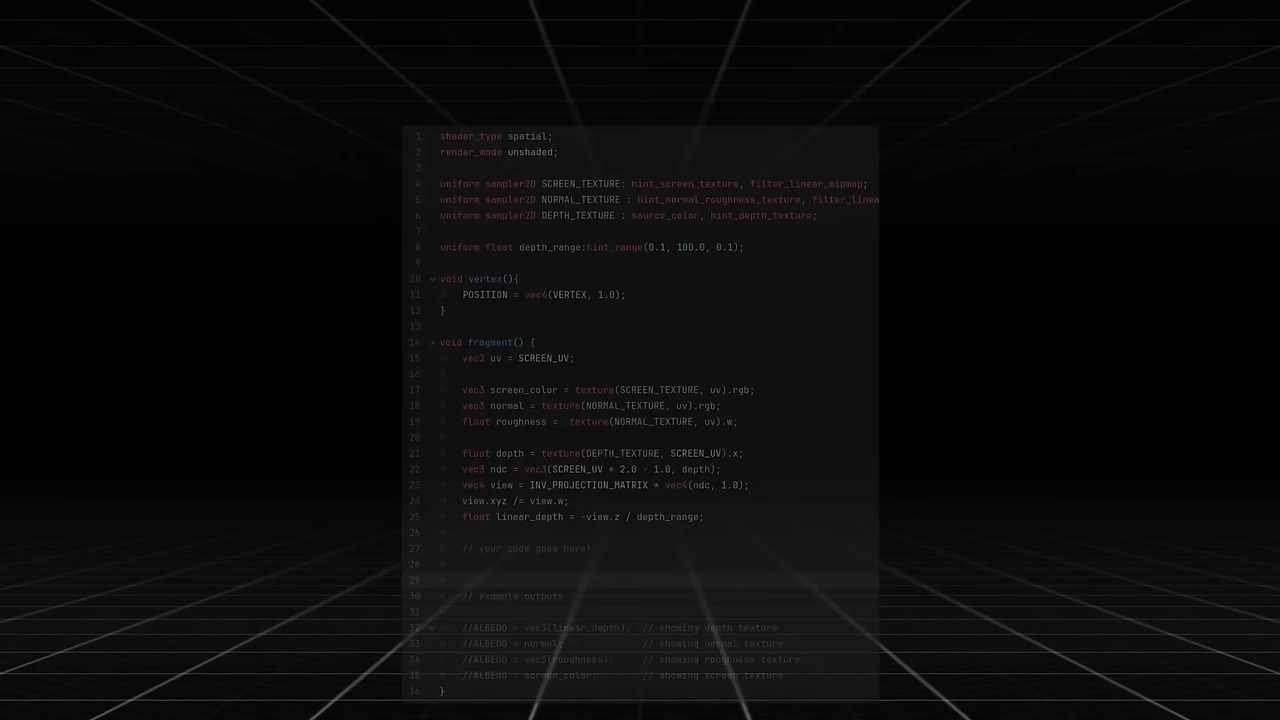 1 shader_type spatial;
2 render_mode unshaded;
3
4 uniform sampler2D SCREEN_TEXTURE: hint_screen_texture, filter_linear_mipmap;
5 uniform sampler2D NORMAL_TEXTURE : hint_normal_roughness_texture, filter_linea
6 uniform sampler2D DEPTH_TEXTURE : source_color, hint_depth_texture;
7
8 uniform float depth_range:hint_range(0.1, 100.0, 0.1);
9
10 void vertex(){
11 POSITION = vec4(VERTEX, 1.0);
12 }
13
14 void fragment() {
15 vec2 uv = SCREEN_UV;
16
17 vec3 screen_color = texture(SCREEN_TEXTURE, uv).rgb;
18 vec3 normal = texture(NORMAL_TEXTURE, uv).rgb;
19 float roughness =  texture(NORMAL_TEXTURE, uv).w;
20
21 float depth = texture(DEPTH_TEXTURE, SCREEN_UV).x;
22 vec3 ndc = vec3(SCREEN_UV * 2.0 - 1.0, depth);
23 vec4 view = INV_PROJECTION_MATRIX * vec4(ndc, 1.0);
24 view.xyz /= view.w;
25 float linear_depth = -view.z / depth_range;
26
27 // your code goes here!
28
29
30 // example outputs
31
32 //ALBEDO = vec3(linear_depth);  // showing depth texture
33 //ALBEDO = normal; // showing normal texture
34 //ALBEDO = vec3(roughness); // showing roughness texture
35 //ALBEDO = screen_color; // showing screen texture
36 }